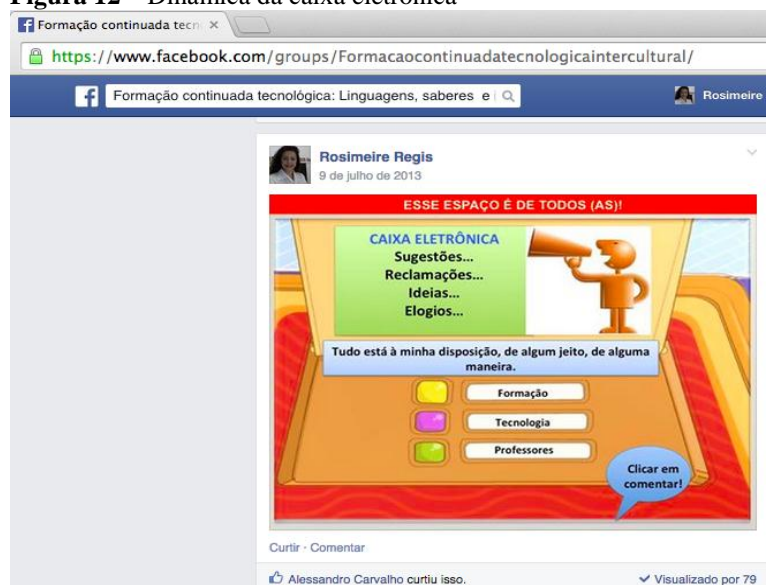 Figura 12 – Dinâmica da caixa eletrônica
Formação continuada tecn
https://www.facebook.com/groups/Formacaocontinuadatecnologicaintercultural/
Formação continuada tecnológica: Linguagens, saberes e
Rosimeire
Rosimeire Regis
9 de julho de 2013
ESSE ESPAÇO É DE TODOS (AS)!
CAIXA ELETRÔNICA
Sugestões...
Reclamações...
Ideias...
Elogios...
Tudo está à minha disposição, de algum jeito, de alguma
maneira.
Formação
Tecnologia
Professores
Clicar em
comentar!
Curtir · Comentar
Alessandro Carvalho curtiu isso.
Visualizado por 79